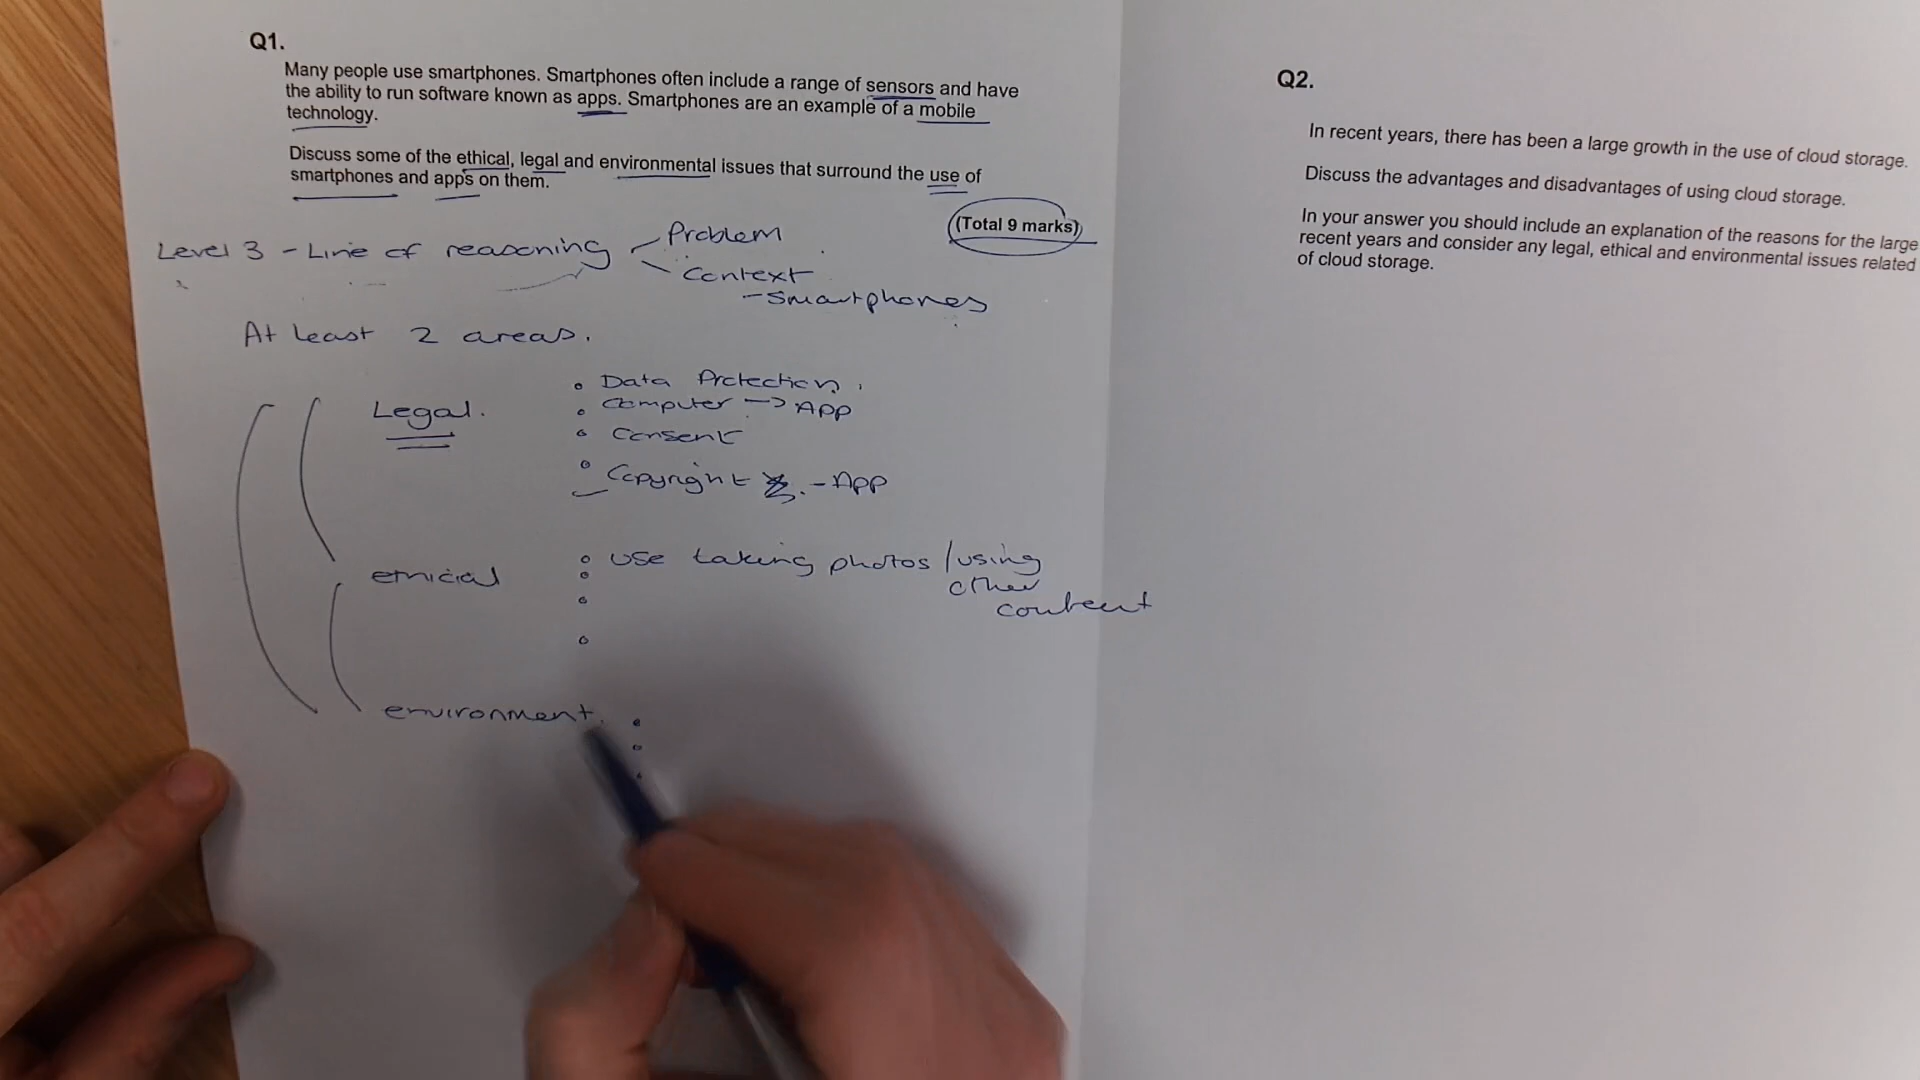 Q1.
Many people use smartphones. Smartphones often include a range of sensors and have
the ability to run software known as apps. Smartphones are an example of a mobile
technology.
Discuss some of the ethical, legal and environmental issues that surround the use of
smartphones and apps on them.
(Total 9 marks)
Level 3 - Line of reasoning
Problem
Context
- smartphones
At least 2 areas.
Legal.
Data Protection.
Computer -> App
Consent
Copyright - App
ethicial
use taking photos / using
other
content
environment.
Q2.
In recent years, there has been a large growth in the use of cloud storage.
Discuss the advantages and disadvantages of using cloud storage.
In your answer you should include an explanation of the reasons for the large
recent years and consider any legal, ethical and environmental issues related
of cloud storage.